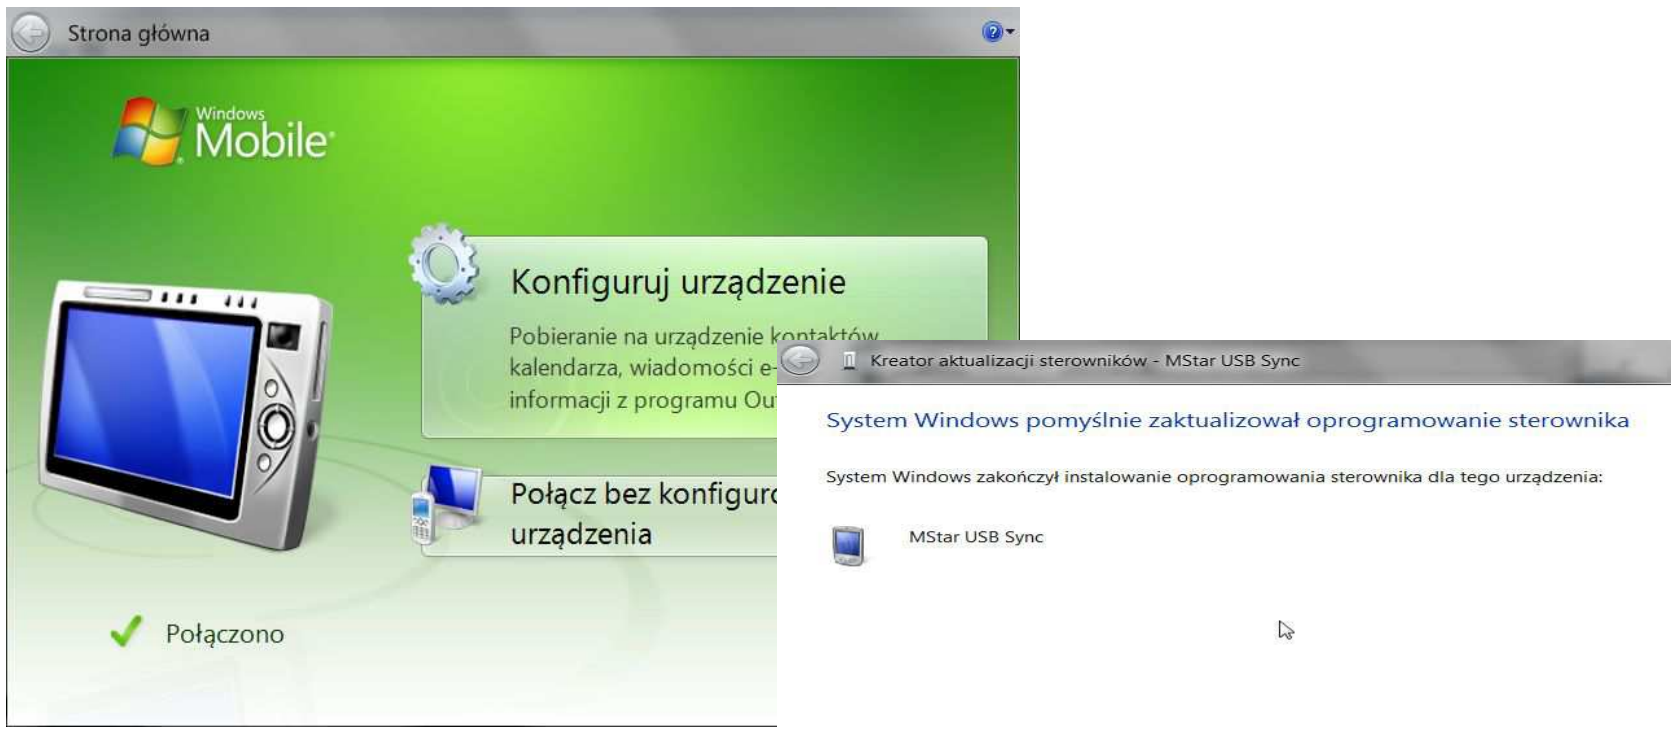 Strona główna
Windows
Mobile
Konfiguruj urządzenie
Pobieranie na urządzenie kontaktów
kalendarza, wiadomości e-
informacji z programu Ou
Połącz bez konfiguro
urządzenia
Połączono
Kreator aktualizacji sterowników - MStar USB Sync
System Windows pomyślnie zaktualizował oprogramowanie sterownika
System Windows zakończył instalowanie oprogramowania sterownika dla tego urządzenia:
MStar USB Sync